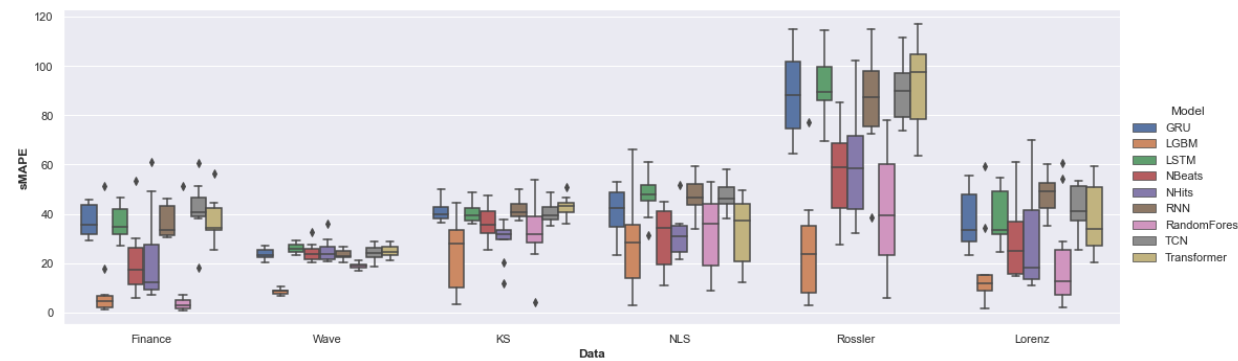 120
100
80
60
40
20
0
sMAPE
Finance
Wave
KS
NLS
Rossler
Lorenz
Data
Model
GRU
LGBM
LSTM
NBeats
NHits
RNN
RandomFores
TCN
Transformer